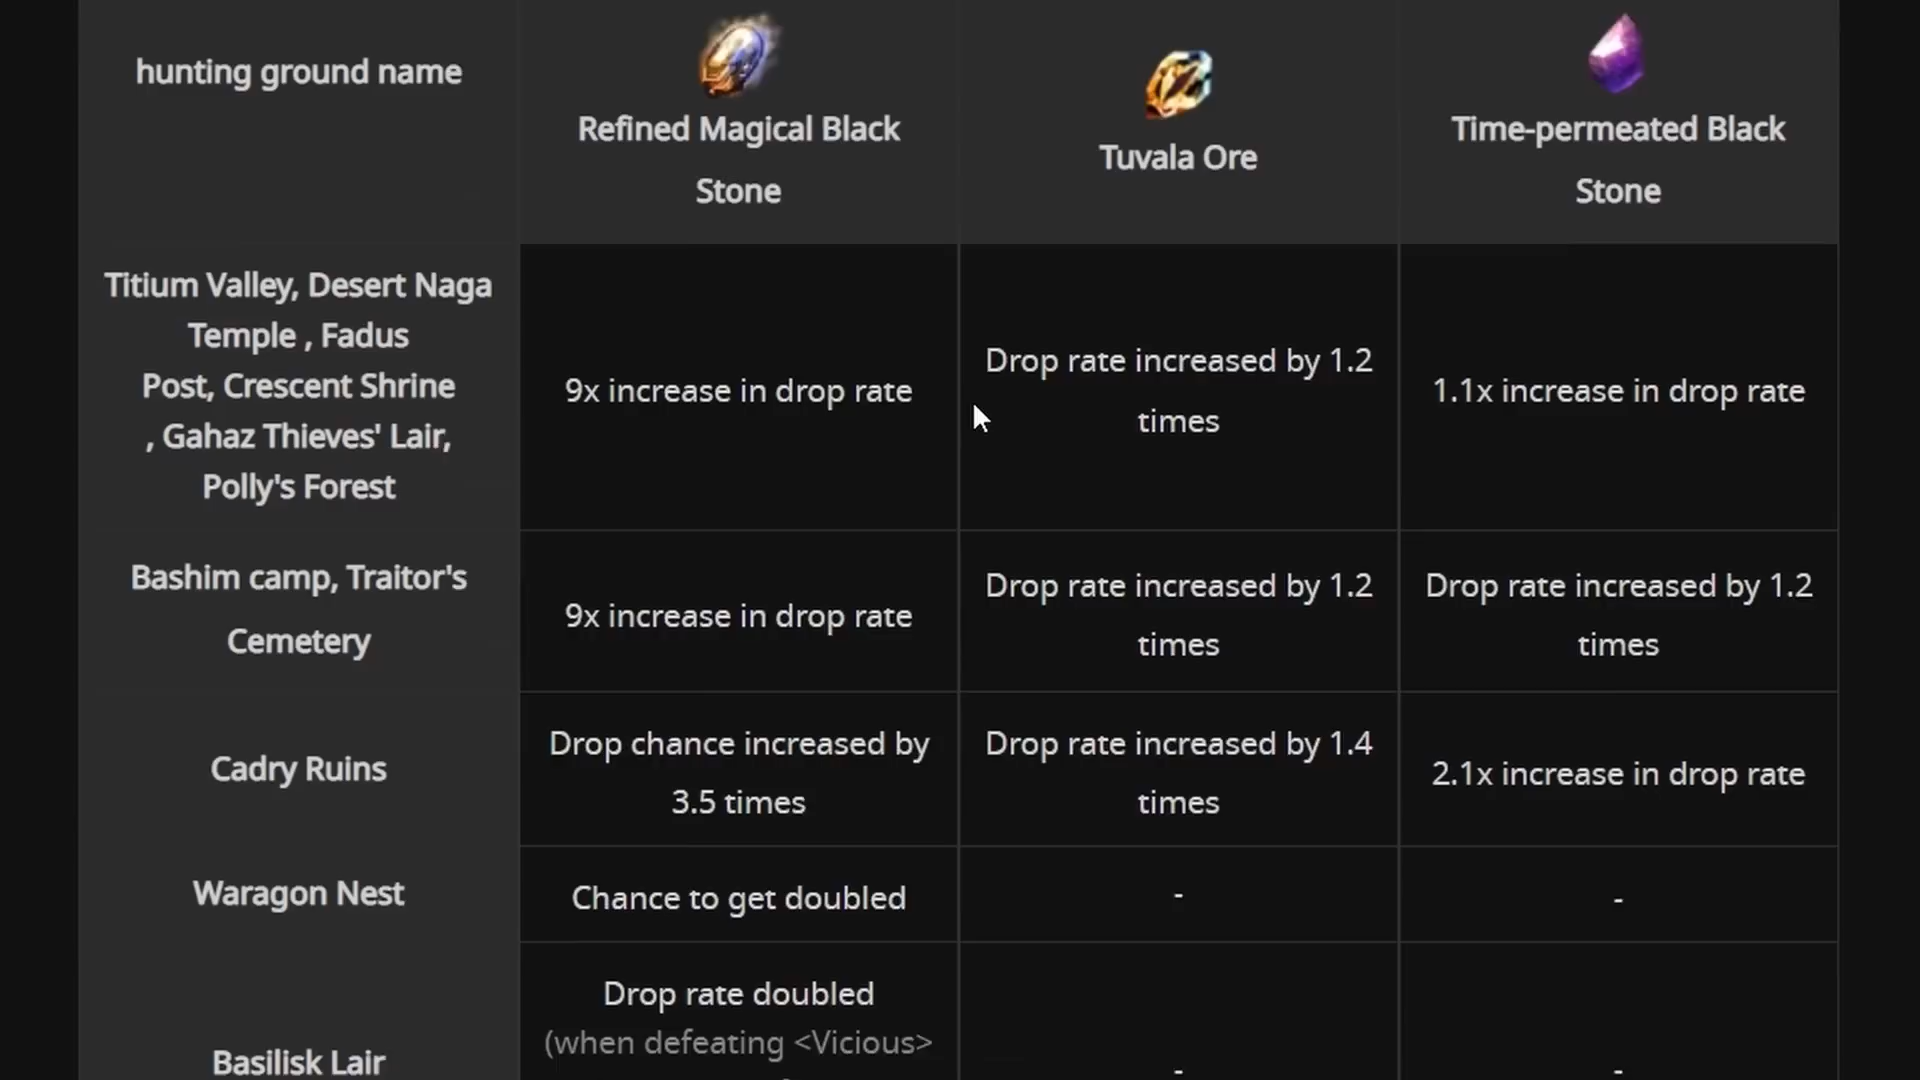 hunting ground name
Refined Magical Black
Stone
Tuvala Ore
Time-permeated Black
Stone
Titium Valley, Desert Naga
Temple , Fadus
Post, Crescent Shrine
, Gahaz Thieves' Lair,
Polly's Forest
9x increase in drop rate
Drop rate increased by 1.2
times
1.1x increase in drop rate
Bashim camp, Traitor's
Cemetery
9x increase in drop rate
Drop rate increased by 1.2
times
Drop rate increased by 1.2
times
Cadry Ruins
Drop chance increased by
3.5 times
Drop rate increased by 1.4
times
2.1x increase in drop rate
Waragon Nest
Chance to get doubled
-
-
Basilisk Lair
Drop rate doubled
(when defeating <Vicious>
-
-